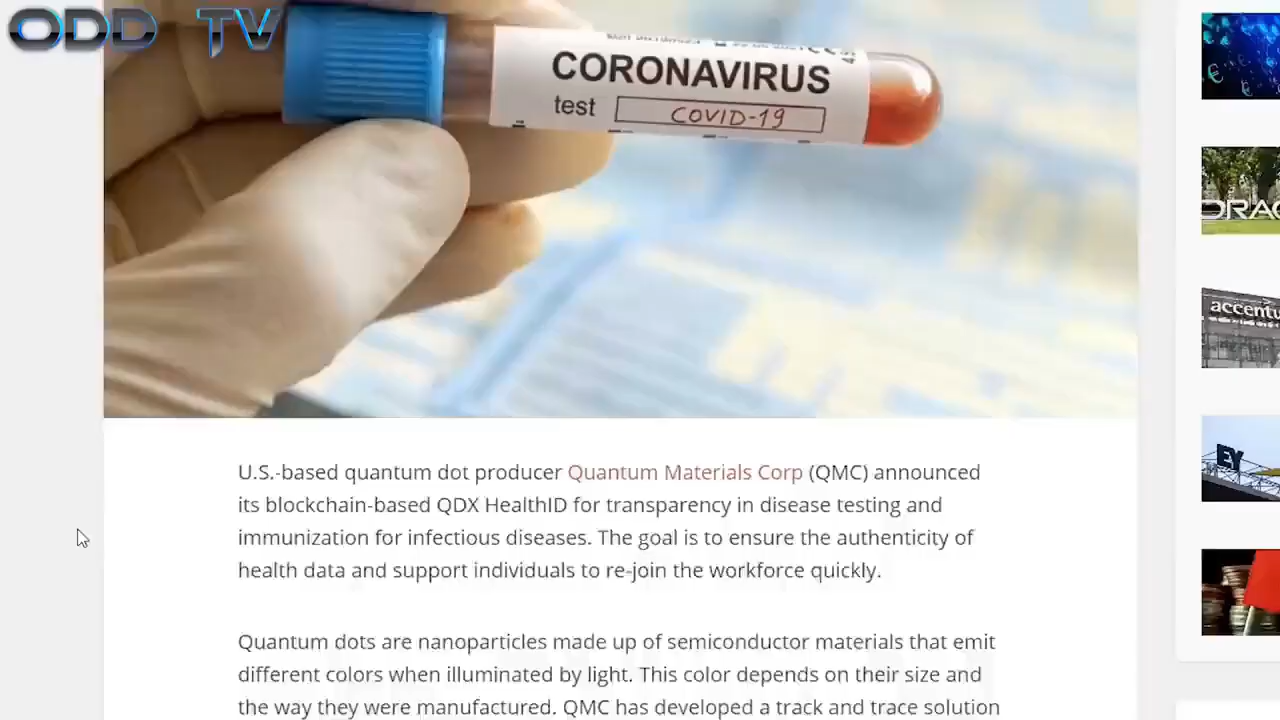 ODD TV
CORONAVIRUS
test COVID-19
ORAC
accentu
EY
U.S.-based quantum dot producer Quantum Materials Corp (QMC) announced
its blockchain-based QDX HealthID for transparency in disease testing and
immunization for infectious diseases. The goal is to ensure the authenticity of
health data and support individuals to re-join the workforce quickly.
Quantum dots are nanoparticles made up of semiconductor materials that emit
different colors when illuminated by light. This color depends on their size and
the way they were manufactured. QMC has developed a track and trace solution